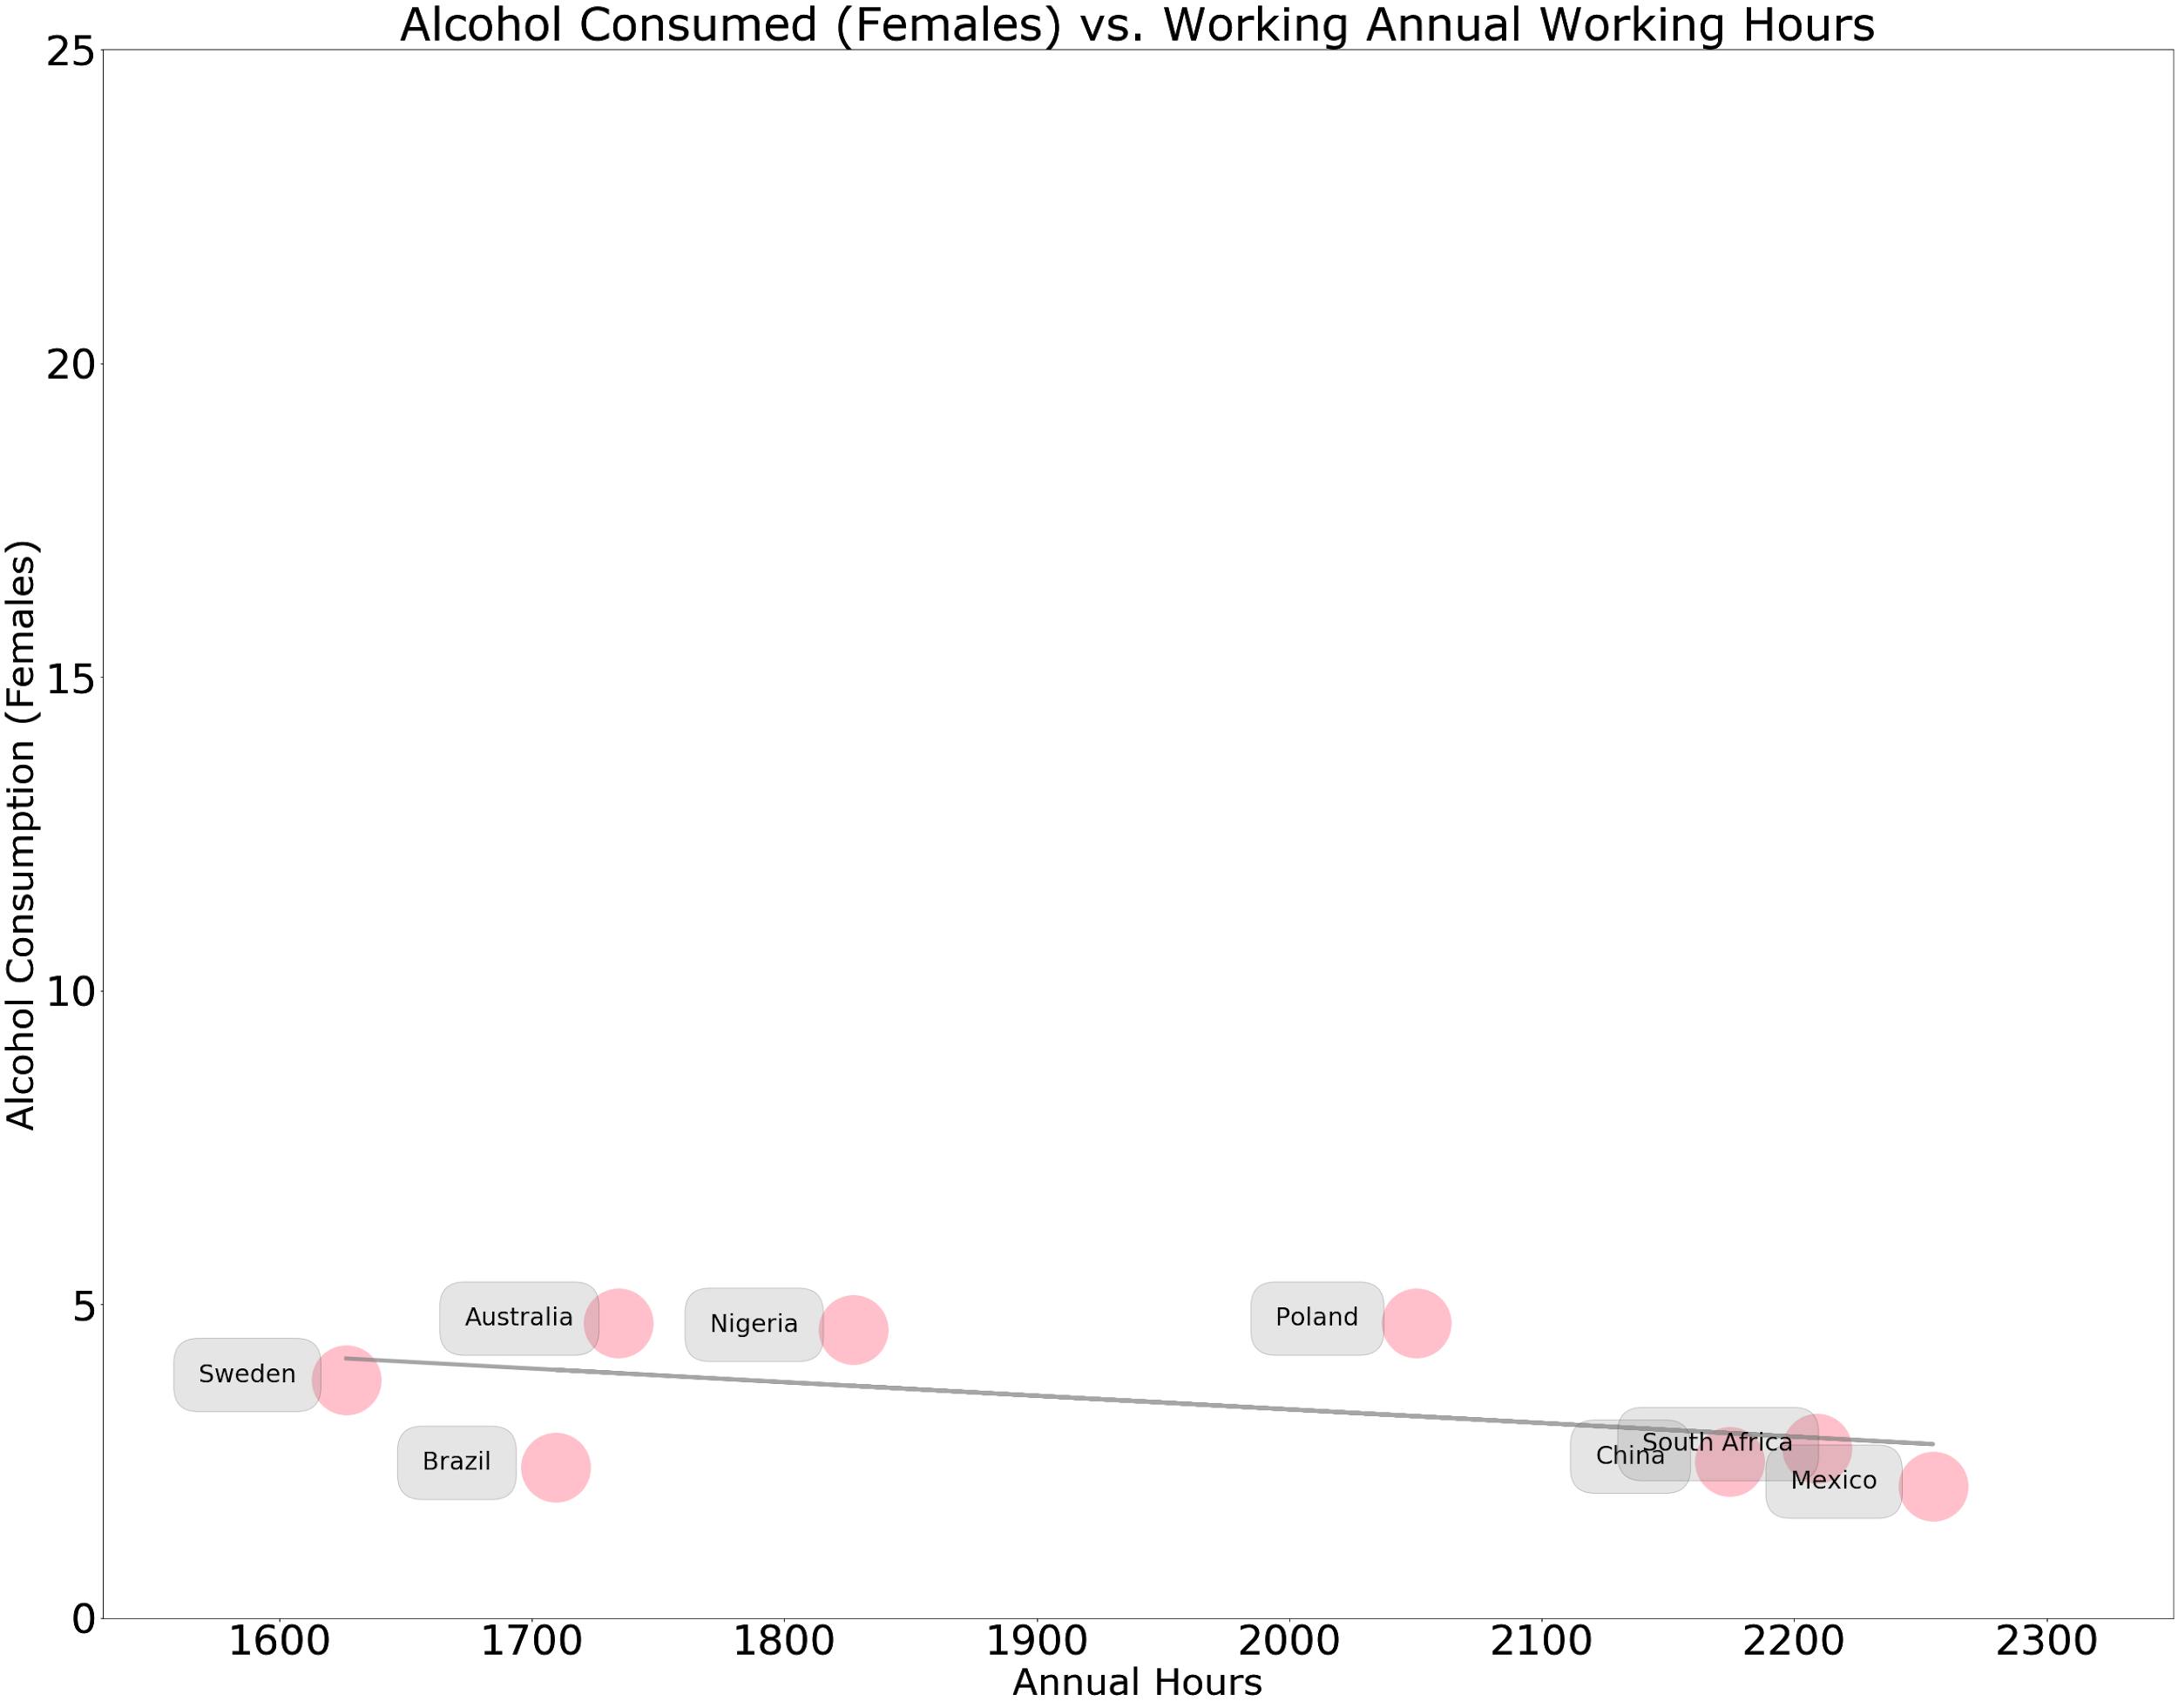 Alcohol Consumed (Females) vs. Working Annual Working Hours
Alcohol Consumption (Females)
25
20
15
10
5
0
Australia
Nigeria
Poland
Sweden
Brazil
South Africa
China
Mexico
1600 1700 1800 1900 2000 2100 2200 2300
Annual Hours